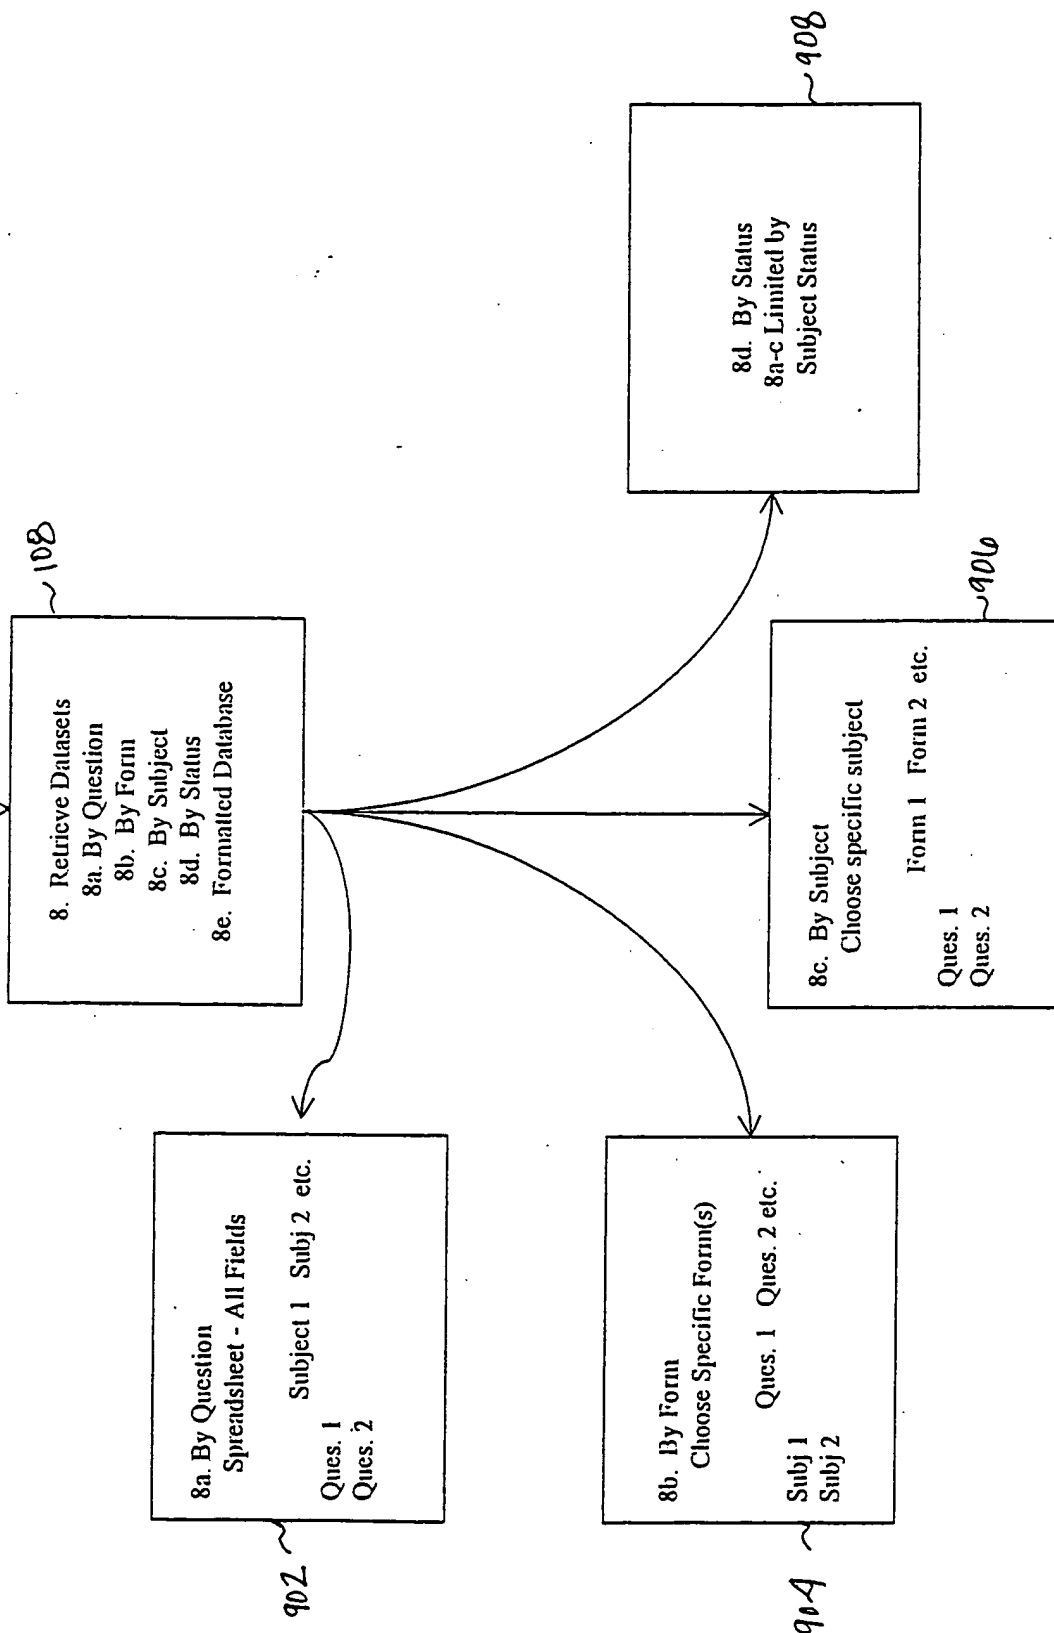 108
8. Retrieve Datasets
8a. By Question
8b. By Form
8c. By Subject
8d. By Status
8e. Formatted Database
902
8a. By Question
Spreadsheet - All Fields
Subject 1 Subj 2 etc.
Ques. 1
Ques. 2
904
8b. By Form
Choose Specific Form(s)
Ques. 1 Ques. 2 etc.
Subj 1
Subj 2
906
8c. By Subject
Choose specific subject
Form 1 Form 2 etc.
Ques. 1
Ques. 2
908
8d. By Status
8a-c Limited by
Subject Status